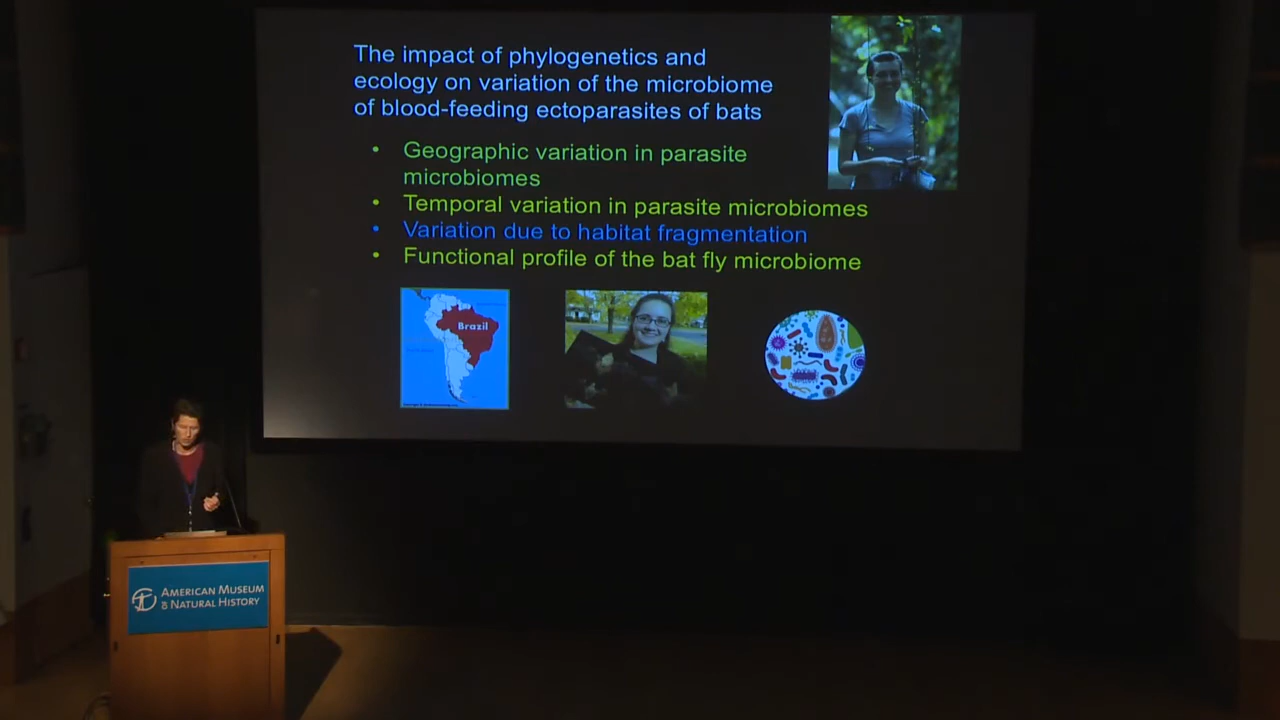 The impact of phylogenetics and
ecology on variation of the microbiome
of blood-feeding ectoparasites of bats
• Geographic variation in parasite
microbiomes
• Temporal variation in parasite microbiomes
• Variation due to habitat fragmentation
• Functional profile of the bat fly microbiome
Brazil
AMERICAN MUSEUM
OF NATURAL HISTORY